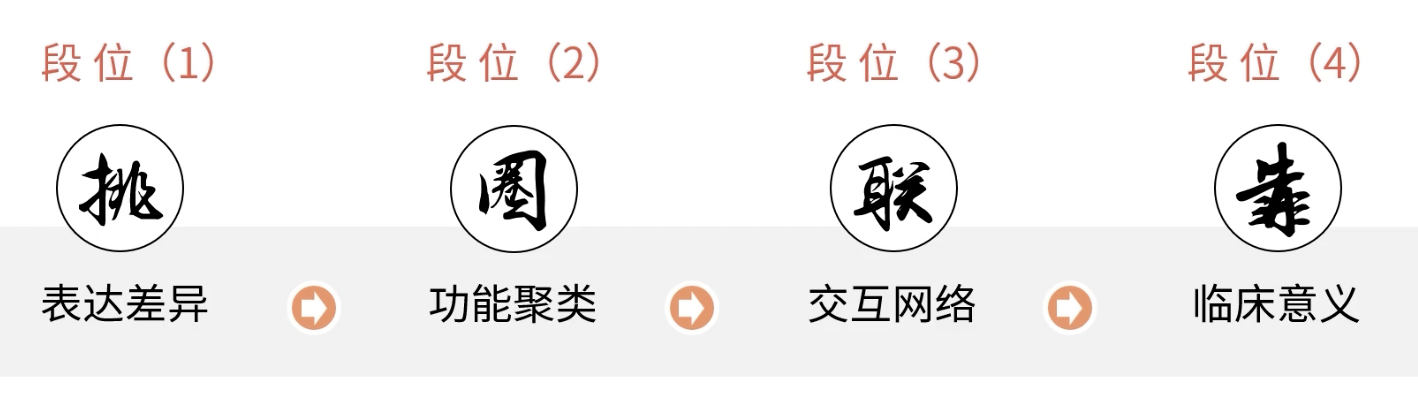 段 位（1） 段 位（2） 段 位（3） 段 位（4）
挑 圈 联 靠
表达差异 功能聚类 交互网络 临床意义